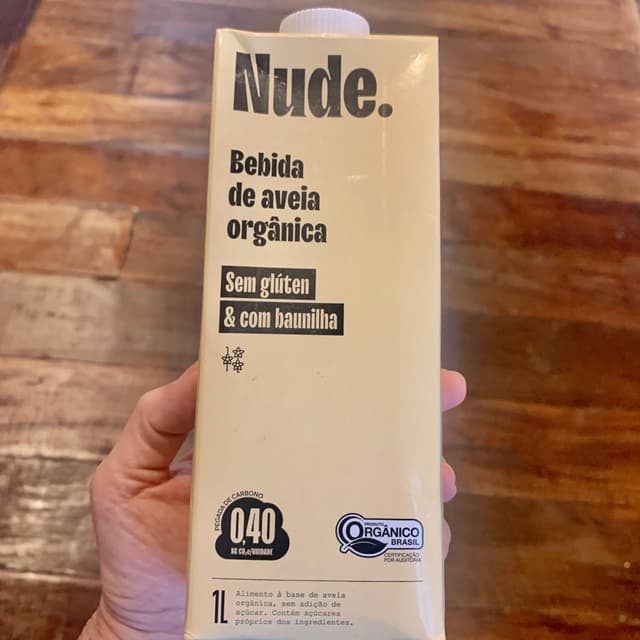 Nude.
Bebida
de aveia
orgânica
Sem glúten
& com baunilha
PEGADA DE CARBONO
0,40
KG CO₂e/UNIDADE
PRODUTO
ORGÂNICO
BRASIL
CERTIFICAÇÃO
POR AUDITORIA
1L
Alimento à base de aveia
orgânica, sem adição de
açúcar. Contém açúcares
próprios dos ingredientes.